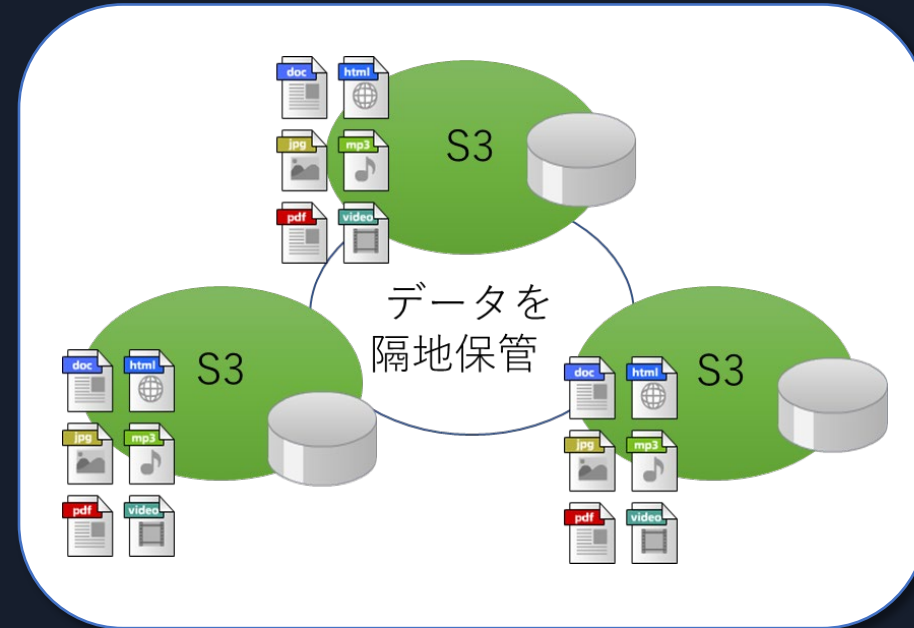 doc html
S3
jpg mp3
pdf video
データを
隔地保管
doc html
S3
jpg mp3
pdf video
doc html
S3
jpg mp3
pdf video